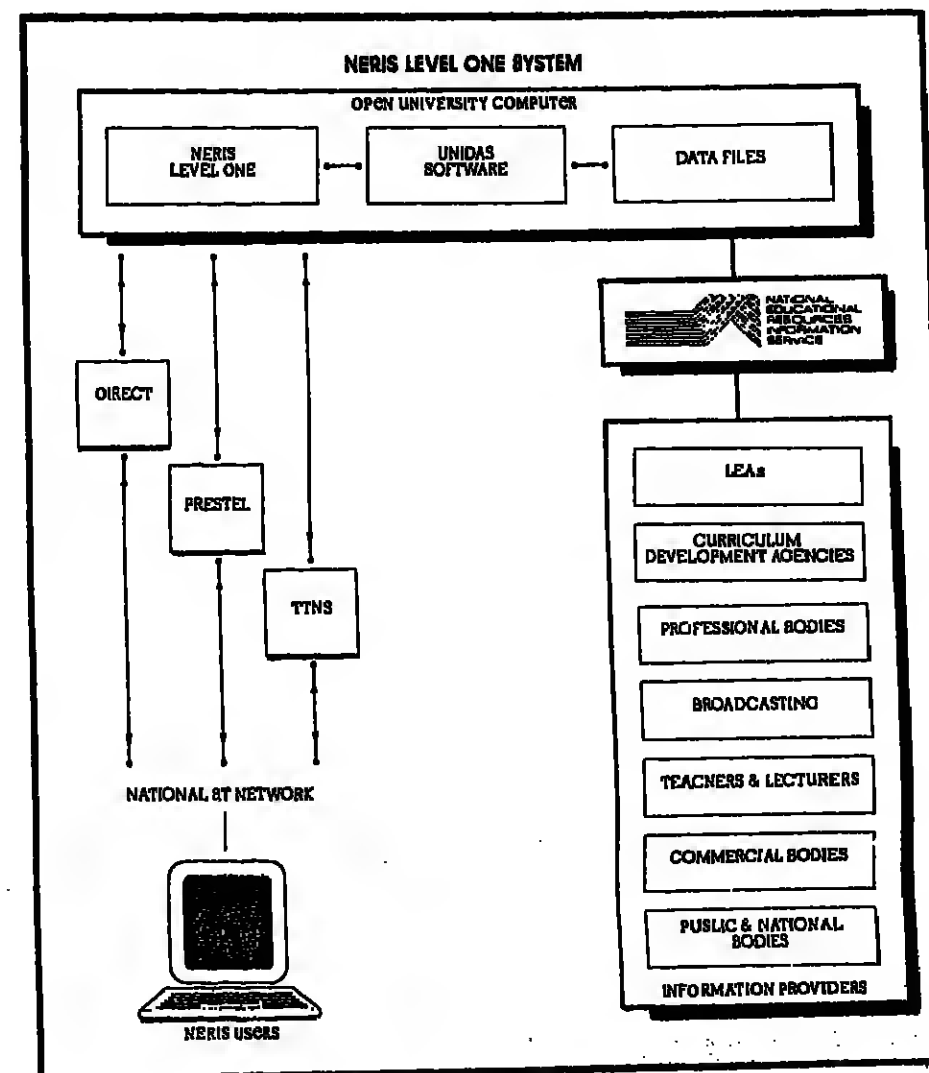 NERIS LEVEL ONE SYSTEM
OPEN UNIVERSITY COMPUTER
NERIS
LEVEL ONE
UNIDAS
SOFTWARE
DATA FILES
NATIONAL
EDUCATIONAL
RESOURCES
INFORMATION
SERVICE
OIRECT
PRESTEL
TTNS
NATIONAL BT NETWORK
NERIS USERS
LEAs
CURRICULUM
DEVELOPMENT AGENCIES
PROFESSIONAL BODIES
BROADCASTING
TEACNERS & LECTURERS
COMMERCIAL BODIES
PUSLIC & NATIONAL
BODIES
INFORMATION PROVIDERS